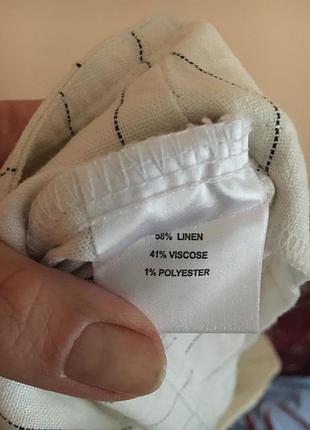 58% LINEN
41% VISCOSE
1% POLYESTER